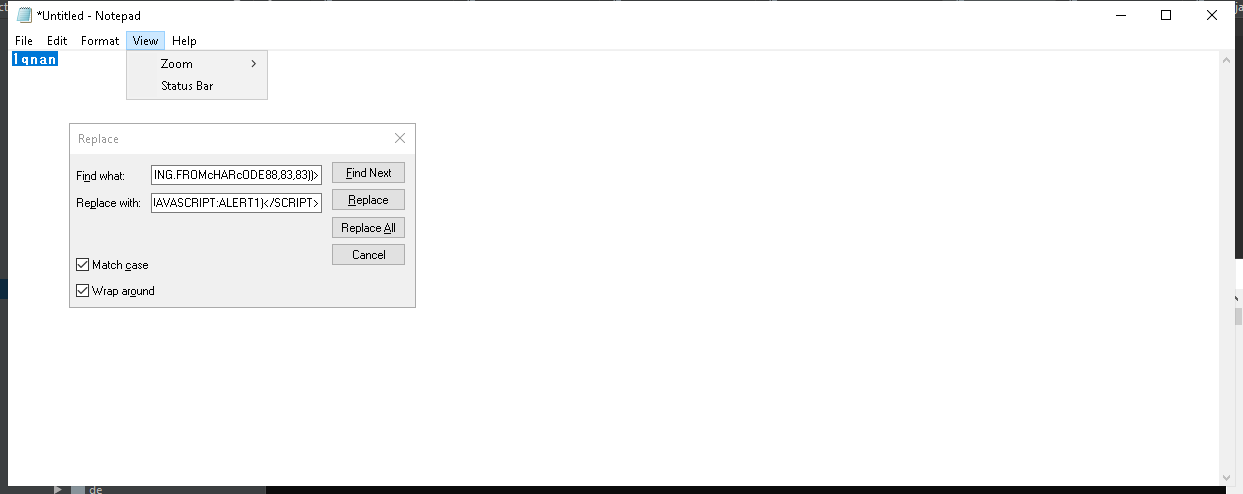 *Untitled - Notepad
File Edit Format View Help
1qnan
Zoom
Status Bar
Replace
Find what: ING.FROMcHARcODE88,83,83))> Find Next
Replace with: IAVASCRIPT:ALERT1)</SCRIPT> Replace
Replace All
Cancel
Match case
Wrap around
de